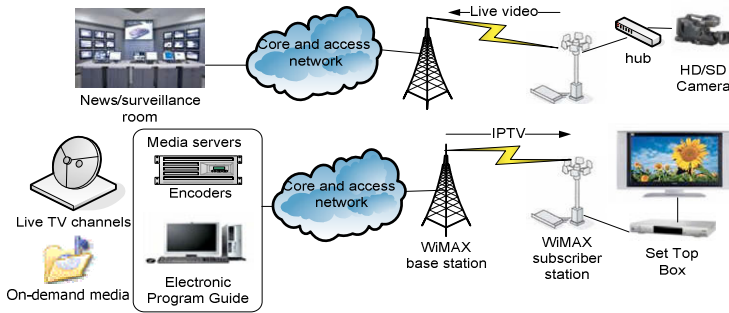 Live video
Core and access
network
hub
HD/SD
Camera
News/surveillance
room
IPTV
Media servers
Encoders
Core and access
network
Live TV channels
WiMAX
base station
WiMAX
subscriber
station
Set Top
Box
Electronic
Program Guide
On-demand media